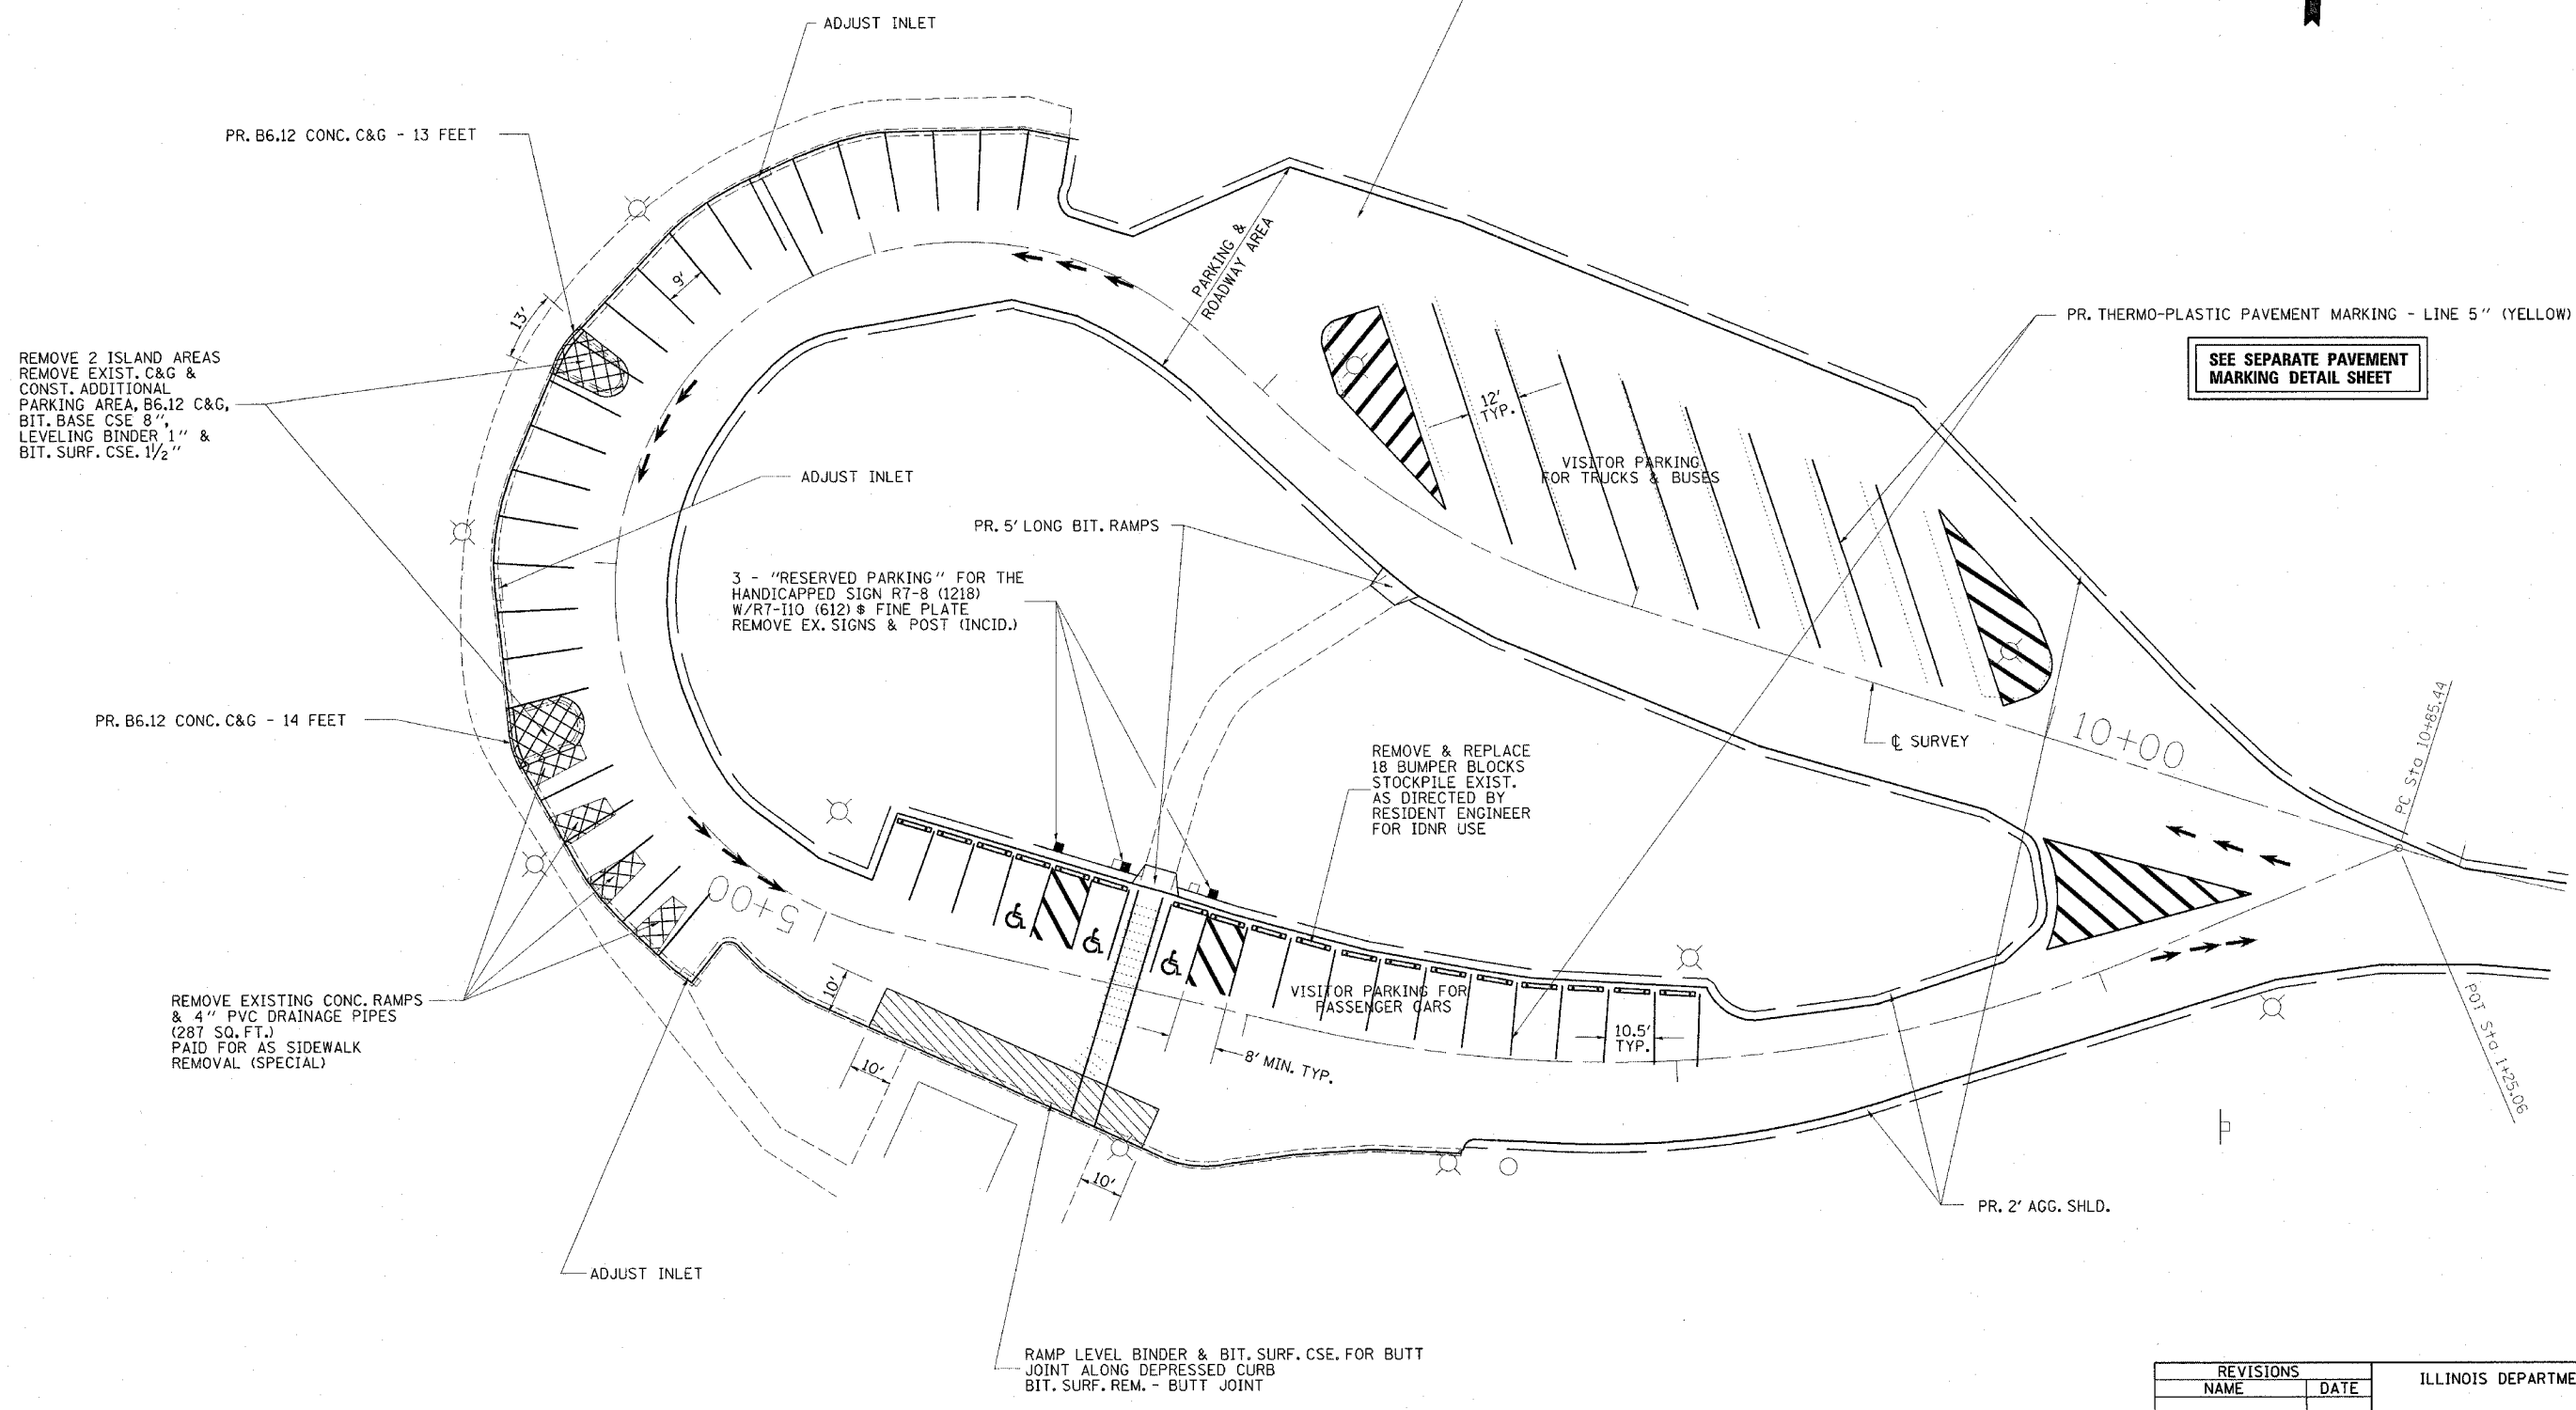 ADJUST INLET
PR. B6.12 CONC. C&G - 13 FEET
PARKING &
ROADWAY AREA
9'
13'
PR. THERMO-PLASTIC PAVEMENT MARKING - LINE 5" (YELLOW)
SEE SEPARATE PAVEMENT
MARKING DETAIL SHEET
REMOVE 2 ISLAND AREAS
REMOVE EXIST. C&G &
CONST. ADDITIONAL
PARKING AREA, B6.12 C&G,
BIT. BASE CSE 8",
LEVELING BINDER 1" &
BIT. SURF. CSE. 1 1/2"
12'
TYP.
VISITOR PARKING
FOR TRUCKS & BUSES
ADJUST INLET
PR. 5' LONG BIT. RAMPS
3 - "RESERVED PARKING" FOR THE
HANDICAPPED SIGN R7-8 (1218)
W/R7-I10 (612) $ FINE PLATE
REMOVE EX. SIGNS & POST (INCID.)
PR. B6.12 CONC. C&G - 14 FEET
℄ SURVEY
10+00
PC Sta 10+85.44
REMOVE & REPLACE
18 BUMPER BLOCKS
STOCKPILE EXIST.
AS DIRECTED BY
RESIDENT ENGINEER
FOR IDNR USE
15+00
10'
VISITOR PARKING FOR
PASSENGER CARS
REMOVE EXISTING CONC. RAMPS
& 4" PVC DRAINAGE PIPES
(287 SQ. FT.)
PAID FOR AS SIDEWALK
REMOVAL (SPECIAL)
10.5'
TYP.
8' MIN. TYP.
10'
POT Sta 1+25.06
10'
PR. 2' AGG. SHLD.
ADJUST INLET
RAMP LEVEL BINDER & BIT. SURF. CSE. FOR BUTT
JOINT ALONG DEPRESSED CURB
BIT. SURF. REM. - BUTT JOINT
REVISIONS
NAME DATE
ILLINOIS DEPARTME